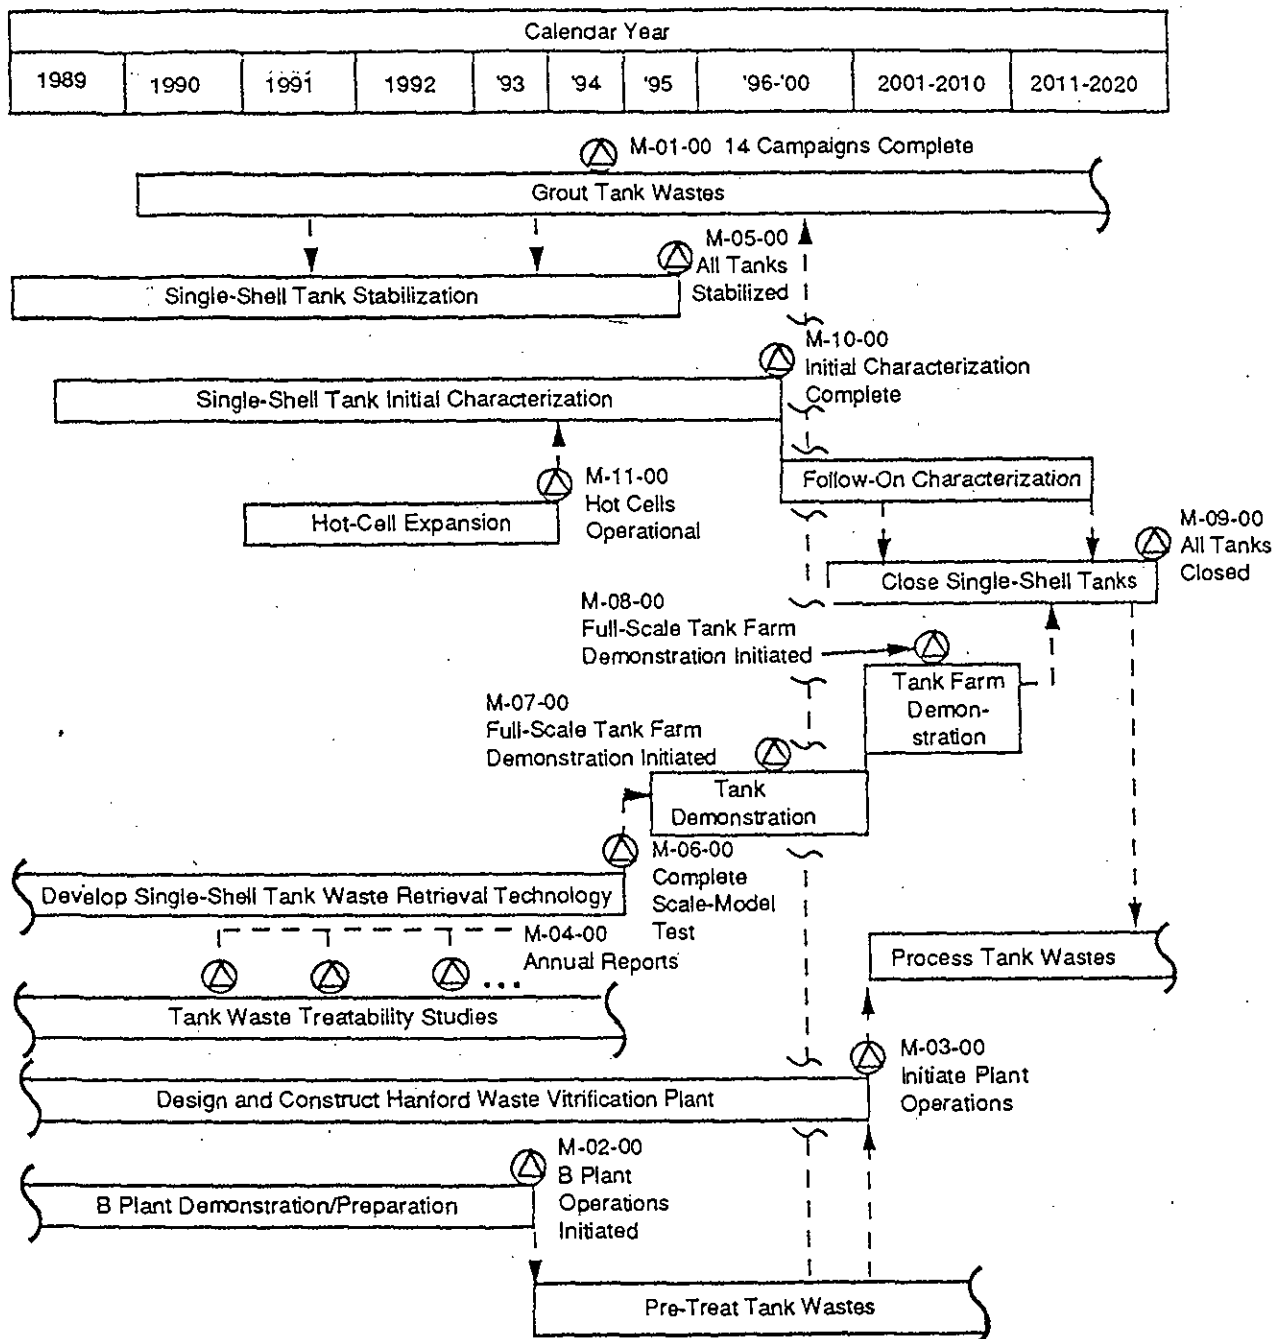 Calendar Year
1989 1990 1991 1992 '93 '94 '95 '96-'00 2001-2010 2011-2020
M-01-00 14 Campaigns Complete
Grout Tank Wastes
M-05-00
All Tanks
Stabilized
Single-Shell Tank Stabilization
M-10-00
Initial Characterization
Complete
Single-Shell Tank Initial Characterization
Follow-On Characterization
M-11-00
Hot Cells
Operational
Hot-Cell Expansion
M-09-00
All Tanks
Closed
Close Single-Shell Tanks
M-08-00
Full-Scale Tank Farm
Demonstration Initiated
Tank Farm
Demon-
stration
M-07-00
Full-Scale Tank Farm
Demonstration Initiated
Tank
Demonstration
M-06-00
Complete
Scale-Model
Test
Develop Single-Shell Tank Waste Retrieval Technology
M-04-00
Annual Reports
...
Process Tank Wastes
Tank Waste Treatability Studies
M-03-00
Initiate Plant
Operations
Design and Construct Hanford Waste Vitrification Plant
M-02-00
B Plant
Operations
Initiated
B Plant Demonstration/Preparation
Pre-Treat Tank Wastes